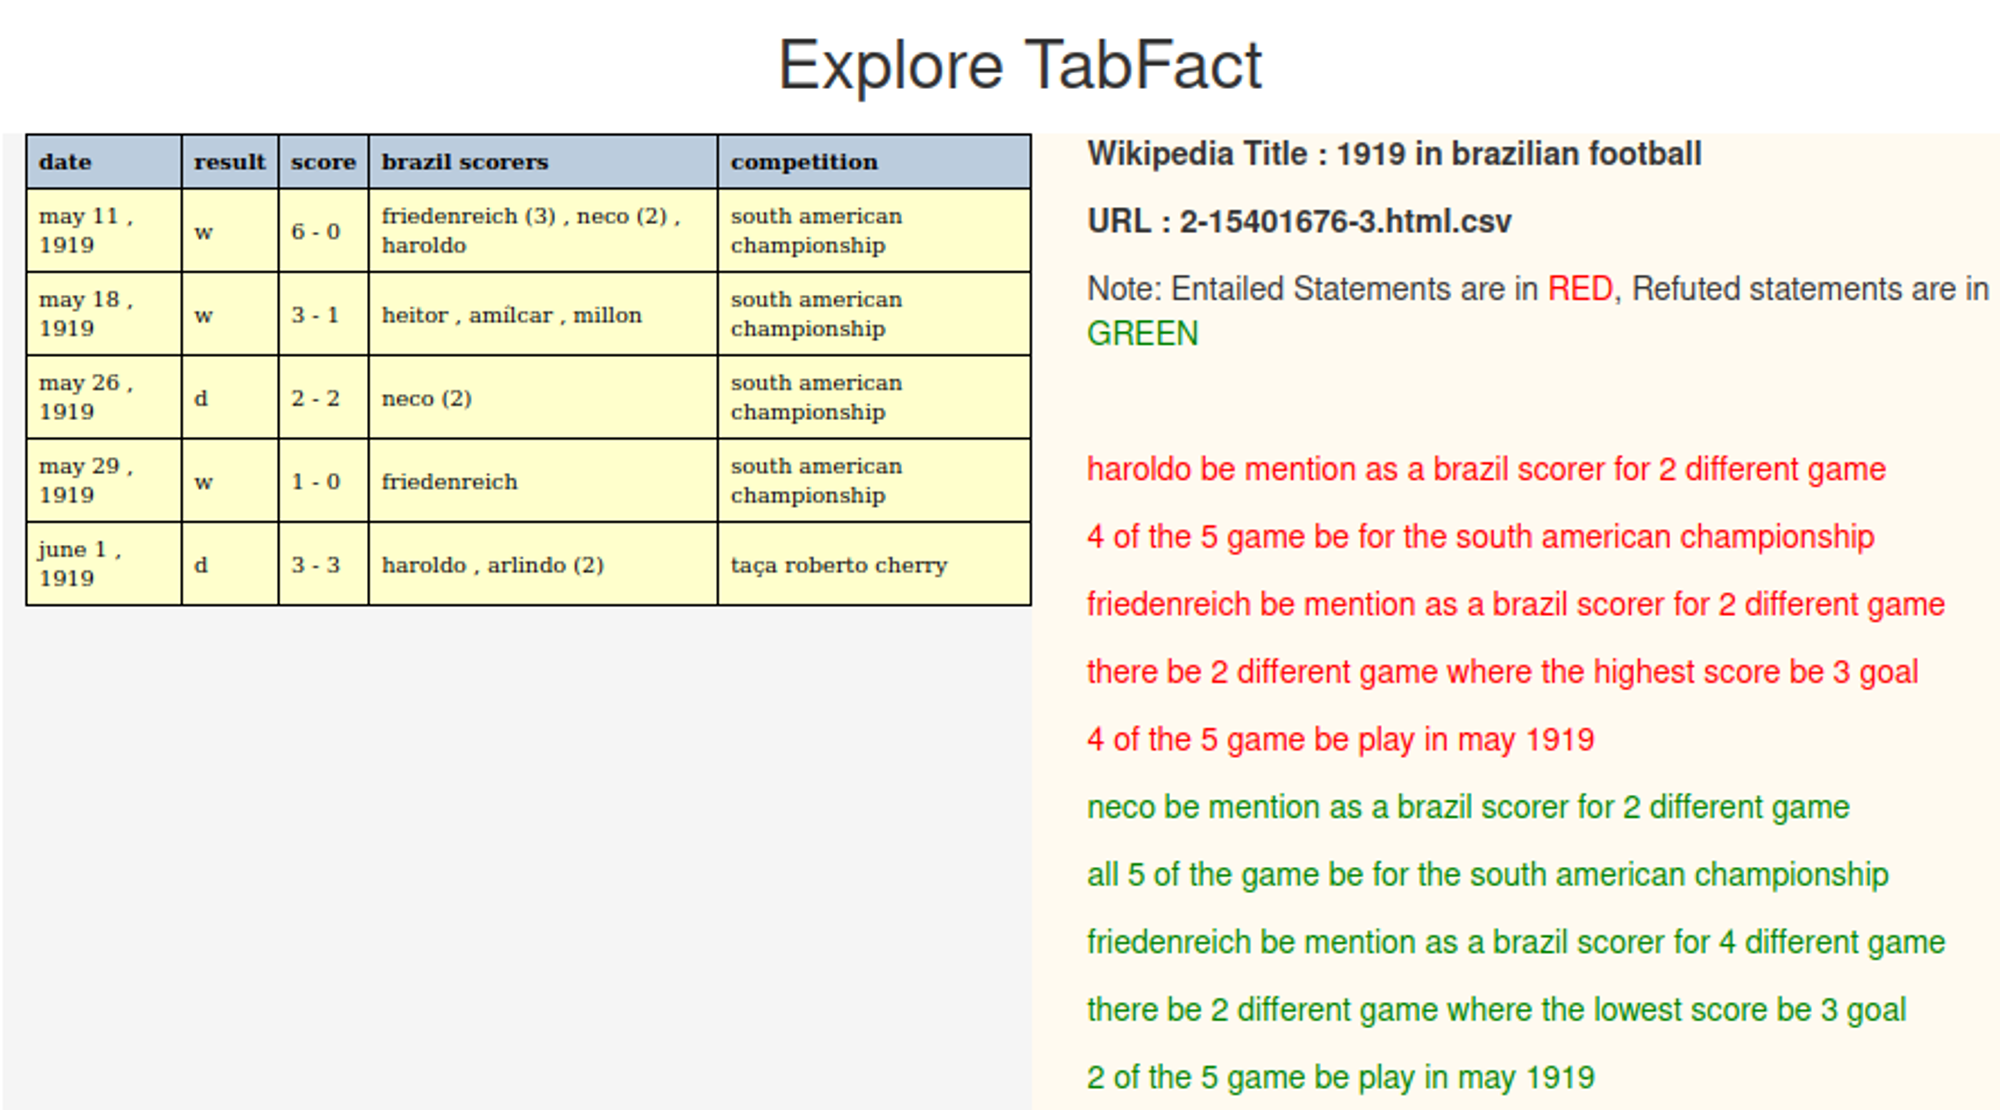 Explore TabFact
date result score brazil scorers competition
may 11 ,
1919
w
6 - 0
friedenreich (3) , neco (2) ,
haroldo
south american
championship
may 18 ,
1919
w
3 - 1
heitor , amílcar , millon
south american
championship
may 26 ,
1919
d
2 - 2
neco (2)
south american
championship
may 29 ,
1919
w
1 - 0
friedenreich
south american
championship
june 1 ,
1919
d
3 - 3
haroldo , arlindo (2)
taça roberto cherry
Wikipedia Title : 1919 in brazilian football
URL : 2-15401676-3.html.csv
Note: Entailed Statements are in RED, Refuted statements are in
GREEN
haroldo be mention as a brazil scorer for 2 different game
4 of the 5 game be for the south american championship
friedenreich be mention as a brazil scorer for 2 different game
there be 2 different game where the highest score be 3 goal
4 of the 5 game be play in may 1919
neco be mention as a brazil scorer for 2 different game
all 5 of the game be for the south american championship
friedenreich be mention as a brazil scorer for 4 different game
there be 2 different game where the lowest score be 3 goal
2 of the 5 game be play in may 1919